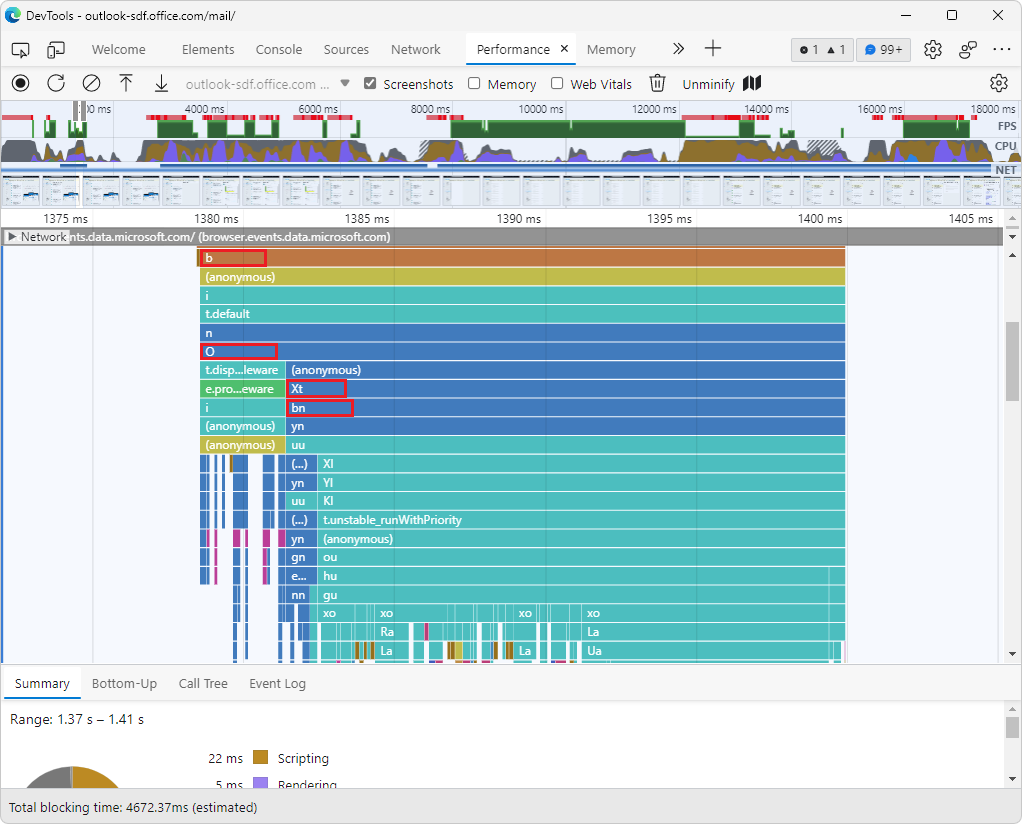 DevTools - outlook-sdf.office.com/mail/
Welcome Elements Console Sources Network Performance × Memory 1 1 99+
outlook-sdf.office.com ... Screenshots Memory Web Vitals Unminify
00 ms 4000 ms 6000 ms 8000 ms 10000 ms 12000 ms 14000 ms 16000 ms 18000 ms
FPS
CPU
NET
1375 ms 1380 ms 1385 ms 1390 ms 1395 ms 1400 ms 1405 ms
Network nts.data.microsoft.com/ (browser.events.data.microsoft.com)
b
(anonymous)
i
t.default
n
O
t.disp...leware (anonymous)
e.pro...eware Xt
i bn
(anonymous) yn
(anonymous) uu
(...) Xl
yn Yl
uu Kl
(...) t.unstable_runWithPriority
yn (anonymous)
gn ou
e... hu
nn gu
xo xo xo xo
Ra La
La La Ua
Summary Bottom-Up Call Tree Event Log
Range: 1.37 s – 1.41 s
22 ms Scripting
5 ms Rendering
Total blocking time: 4672.37ms (estimated)